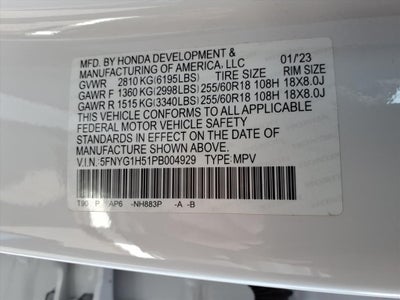 MFD. BY HONDA DEVELOPMENT &
MANUFACTURING OF AMERICA, LLC 01/'23
GVWR 2810 KG(6195LBS) TIRE SIZE RIM SIZE
GAWR F 1360 KG(2998LBS) 255/60R18 108H 18X8.0J
GAWR R 1515 KG(3340LBS) 255/60R18 108H 18X8.0J
THIS VEHICLE CONFORMS TO ALL APPLICABLE
FEDERAL MOTOR VEHICLE SAFETY
STANDARDS IN EFFECT ON THE DATE OF
MANUFACTURE SHOWN ABOVE.
V.I.N. 5FNYG1H51PB004929 TYPE:MPV
T90 P AP6 -NH883P -A -B